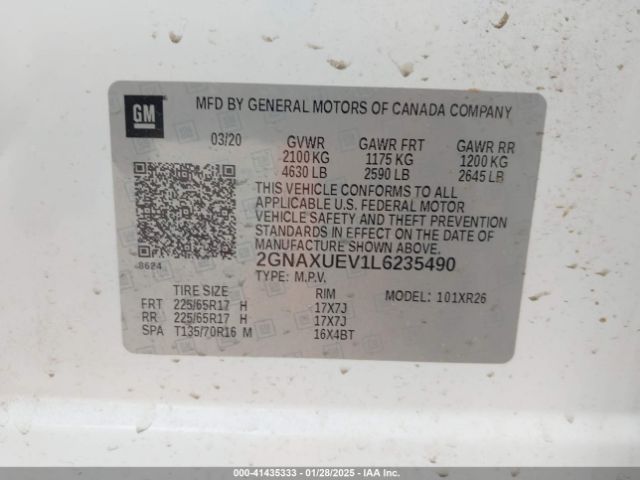 GM
MFD BY GENERAL MOTORS OF CANADA COMPANY
03/20 GVWR GAWR FRT GAWR RR
2100 KG 1175 KG 1200 KG
4630 LB 2590 LB 2645 LB
THIS VEHICLE CONFORMS TO ALL
APPLICABLE U.S. FEDERAL MOTOR
VEHICLE SAFETY AND THEFT PREVENTION
STANDARDS IN EFFECT ON THE DATE OF
MANUFACTURE SHOWN ABOVE.
8624 2GNAXUEV1L6235490
TYPE: M.P.V.
TIRE SIZE RIM MODEL: 101XR26
FRT 225/65R17 H 17X7J
RR 225/65R17 H 17X7J
SPA T135/70R16 M 16X4BT
000-41435333 | 01/28/2025 | IAA Inc.